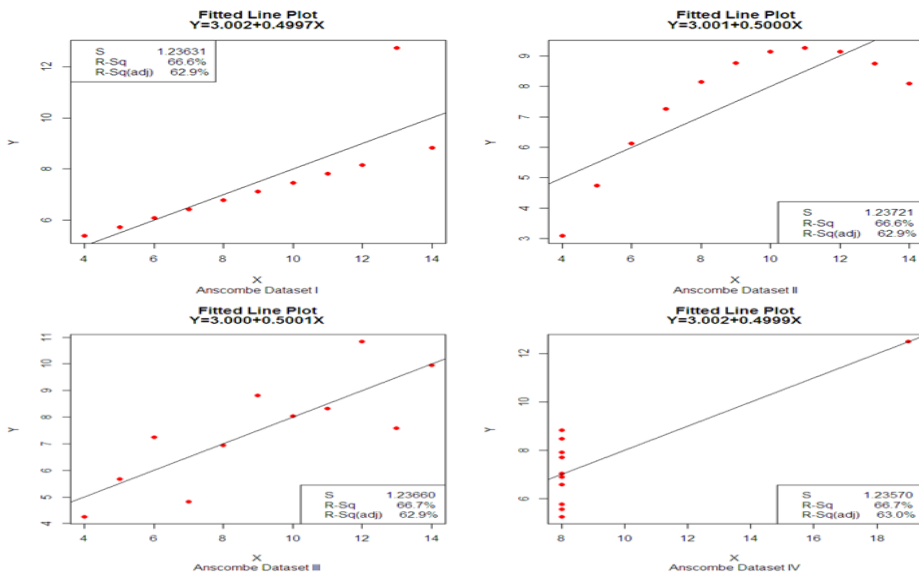 Fitted Line Plot
Y=3.002+0.4997X
S 1.23631
R-Sq 66.6%
R-Sq(adj) 62.9%
Y
12
10
8
6
4 6 8 10 12 14
X
Anscombe Dataset I
Fitted Line Plot
Y=3.001+0.5000X
S 1.23721
R-Sq 66.6%
R-Sq(adj) 62.9%
Y
9
8
7
6
5
4
3
4 6 8 10 12 14
X
Anscombe Dataset II
Fitted Line Plot
Y=3.000+0.5001X
S 1.23660
R-Sq 66.7%
R-Sq(adj) 62.9%
Y
11
10
9
8
7
6
5
4
4 6 8 10 12 14
X
Anscombe Dataset III
Fitted Line Plot
Y=3.002+0.4999X
S 1.23570
R-Sq 66.7%
R-Sq(adj) 63.0%
Y
12
10
8
6
8 10 12 14 16 18
X
Anscombe Dataset IV